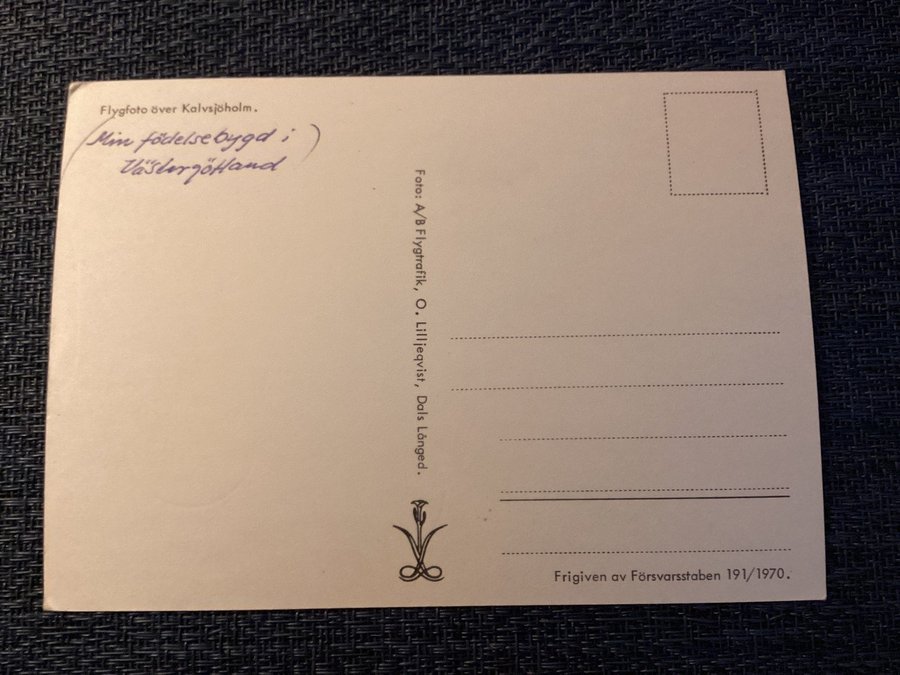 Flygfoto över Kalvsjöholm.
(Min födelsebygd i
Västergötland)
Foto: A/B Flygtrafik, O. Lilljeqvist, Dals Långed.
Frigiven av Försvarsstaben 191/1970.